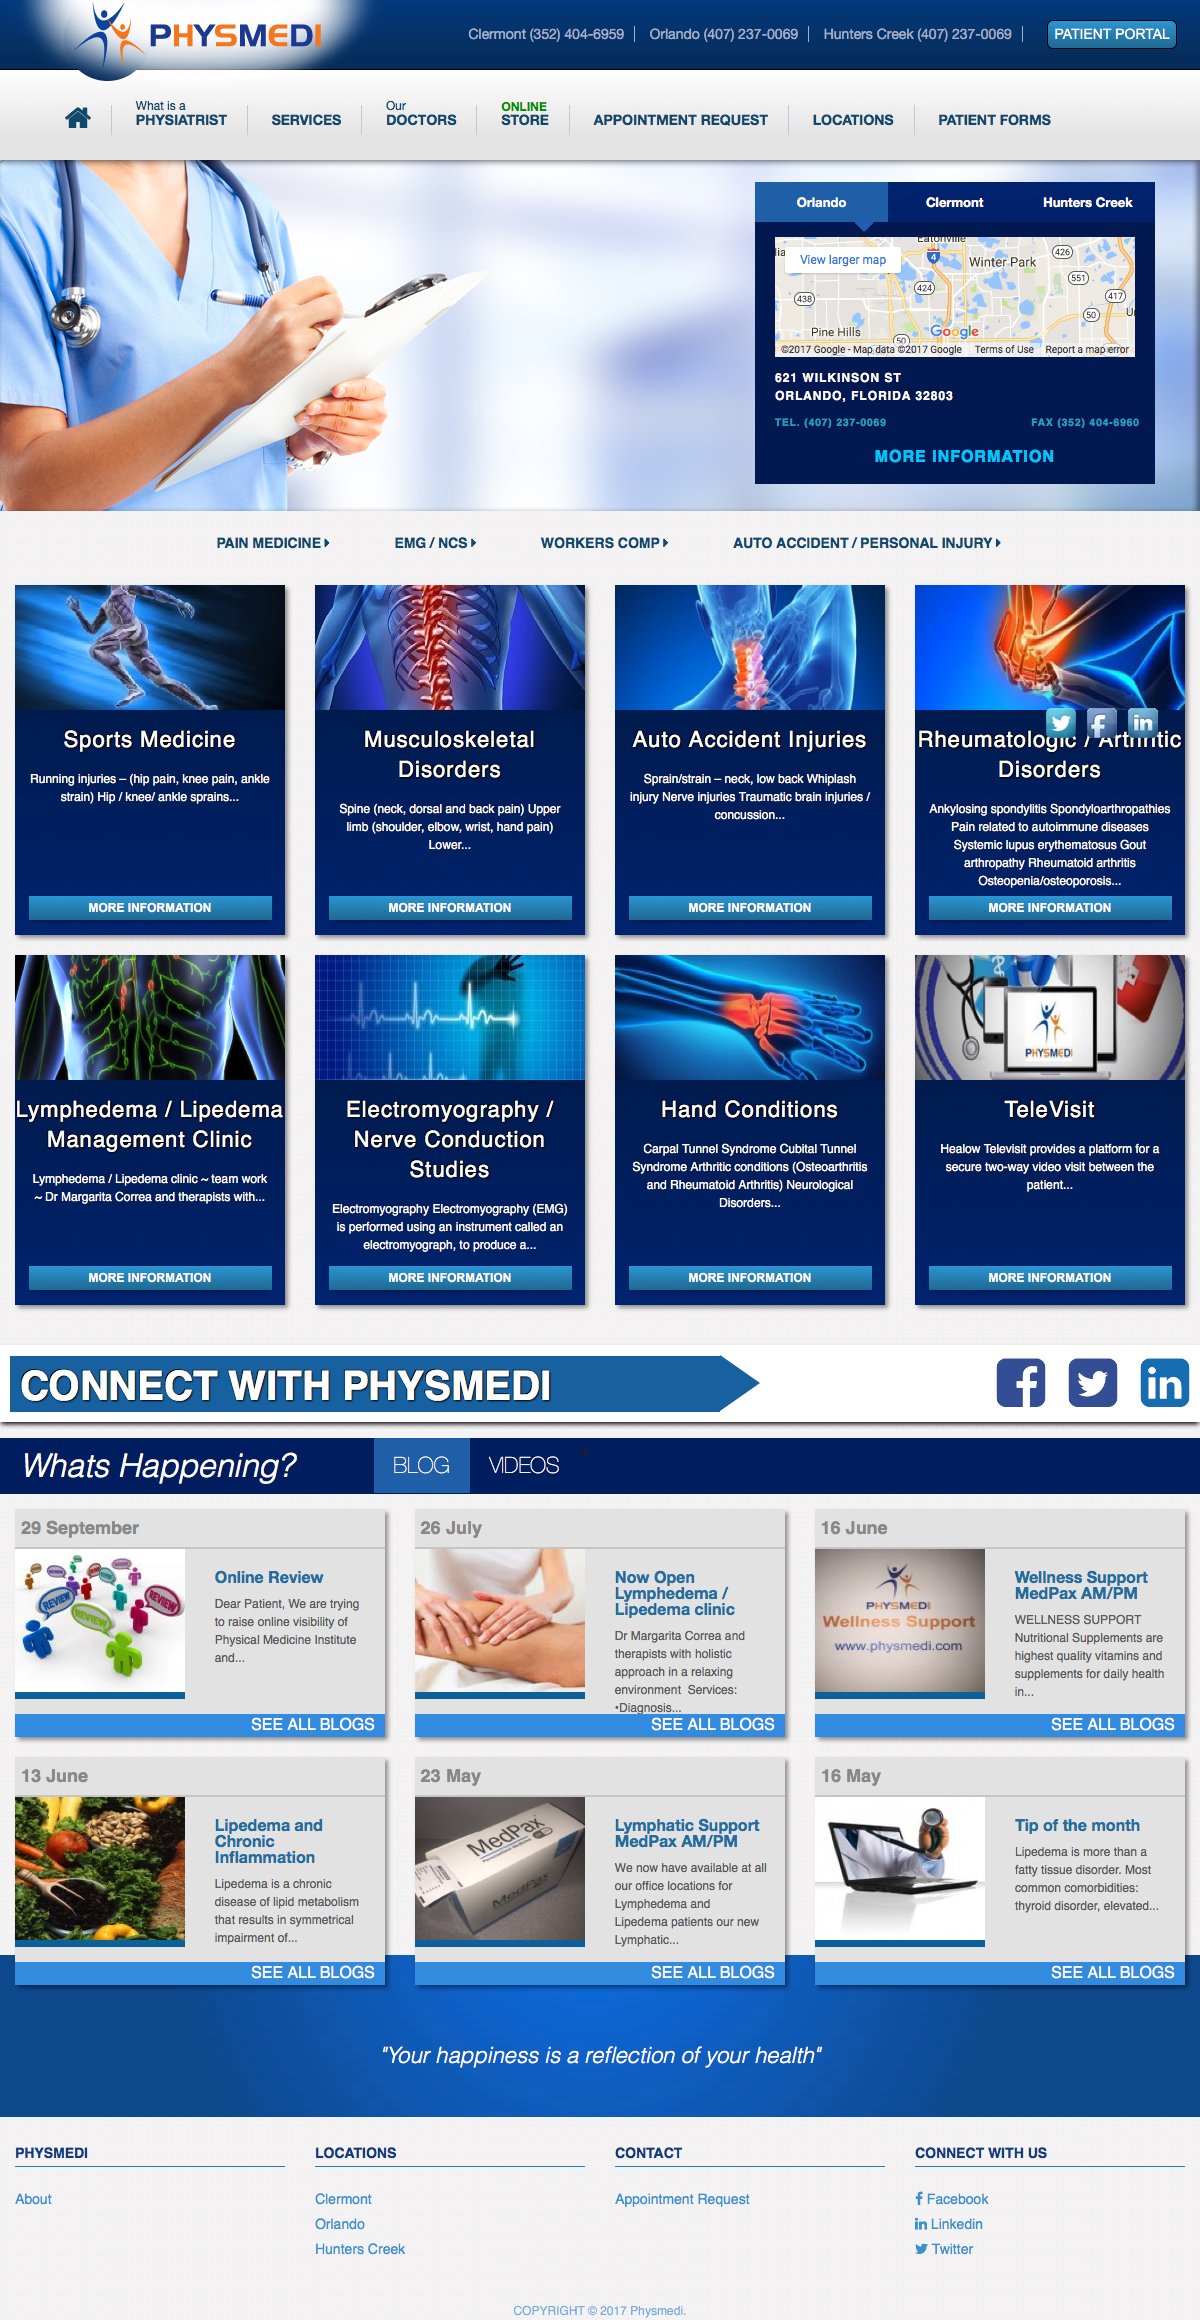 PHYSMEDI
Clermont (352) 404-6959
Orlando (407) 237-0069
Hunters Creek (407) 237-0069
PATIENT PORTAL
What is a
PHYSIATRIST
SERVICES
Our
DOCTORS
ONLINE
STORE
APPOINTMENT REQUEST
LOCATIONS
PATIENT FORMS
Orlando
Clermont
Hunters Creek
View larger map
Eatonville
Winter Park
Pine Hills
4
426
551
424
417
438
50
50
Google
©2017 Google - Map data ©2017 Google
Terms of Use
Report a map error
621 WILKINSON ST
ORLANDO, FLORIDA 32803
TEL. (407) 237-0069
FAX (352) 404-6960
MORE INFORMATION
PAIN MEDICINE
EMG / NCS
WORKERS COMP
AUTO ACCIDENT / PERSONAL INJURY
Sports Medicine
Running injuries – (hip pain, knee pain, ankle
strain) Hip / knee/ ankle sprains...
MORE INFORMATION
Musculoskeletal
Disorders
Spine (neck, dorsal and back pain) Upper
limb (shoulder, elbow, wrist, hand pain)
Lower...
MORE INFORMATION
Auto Accident Injuries
Sprain/strain – neck, low back Whiplash
injury Nerve injuries Traumatic brain injuries /
concussion...
MORE INFORMATION
Rheumatologic / Arthritic
Disorders
Ankylosing spondylitis Spondyloarthropathies
Pain related to autoimmune diseases
Systemic lupus erythematosus Gout
arthropathy Rheumatoid arthritis
Osteopenia/osteoporosis...
MORE INFORMATION
Lymphedema / Lipedema
Management Clinic
Lymphedema / Lipedema clinic ~ team work
~ Dr Margarita Correa and therapists with...
MORE INFORMATION
Electromyography /
Nerve Conduction
Studies
Electromyography Electromyography (EMG)
is performed using an instrument called an
electromyograph, to produce a...
MORE INFORMATION
Hand Conditions
Carpal Tunnel Syndrome Cubital Tunnel
Syndrome Arthritic conditions (Osteoarthritis
and Rheumatoid Arthritis) Neurological
Disorders...
MORE INFORMATION
PHYSMEDI
TeleVisit
Healow Televisit provides a platform for a
secure two-way video visit between the
patient...
MORE INFORMATION
CONNECT WITH PHYSMEDI
Whats Happening?
BLOG
VIDEOS
29 September
REVIEW
REVIEW
REVIEW
Online Review
Dear Patient, We are trying
to raise online visibility of
Physical Medicine Institute
and...
SEE ALL BLOGS
26 July
Now Open
Lymphedema /
Lipedema clinic
Dr Margarita Correa and
therapists with holistic
approach in a relaxing
environment Services:
•Diagnosis...
SEE ALL BLOGS
16 June
PHYSMEDI
Wellness Support
www.physmedi.com
Wellness Support
MedPax AM/PM
WELLNESS SUPPORT
Nutritional Supplements are
highest quality vitamins and
supplements for daily health
in...
SEE ALL BLOGS
13 June
Lipedema and
Chronic
Inflammation
Lipedema is a chronic
disease of lipid metabolism
that results in symmetrical
impairment of...
SEE ALL BLOGS
23 May
MedPax
MedPax
Lymphatic Support
MedPax AM/PM
We now have available at all
our office locations for
Lymphedema and
Lipedema patients our new
Lymphatic...
SEE ALL BLOGS
16 May
Tip of the month
Lipedema is more than a
fatty tissue disorder. Most
common comorbidities:
thyroid disorder, elevated...
SEE ALL BLOGS
"Your happiness is a reflection of your health"
PHYSMEDI
About
LOCATIONS
Clermont
Orlando
Hunters Creek
CONTACT
Appointment Request
CONNECT WITH US
Facebook
Linkedin
Twitter
COPYRIGHT © 2017 Physmedi.